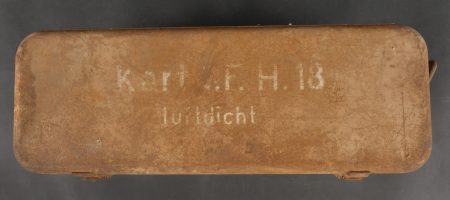 Kart. F. H. 18
luftdicht